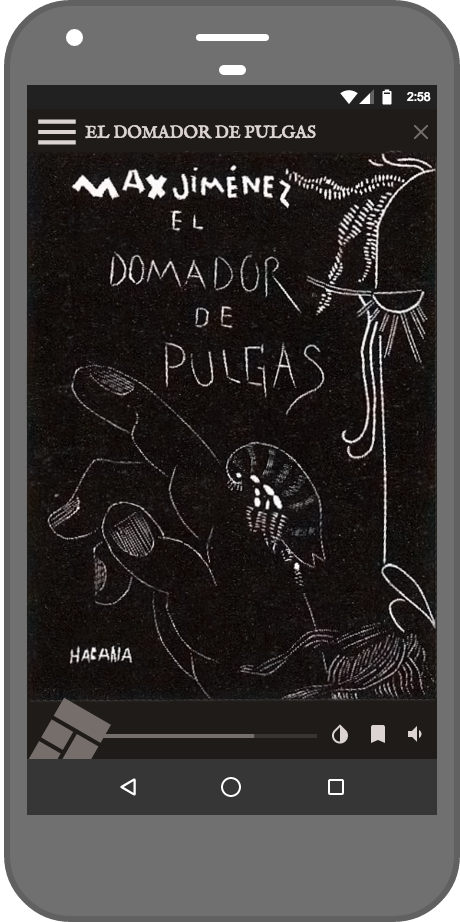 2:58
EL DOMADOR DE PULGAS
MAX JIMÉNEZ
EL
DOMADOR
DE
PULGAS
HABANA